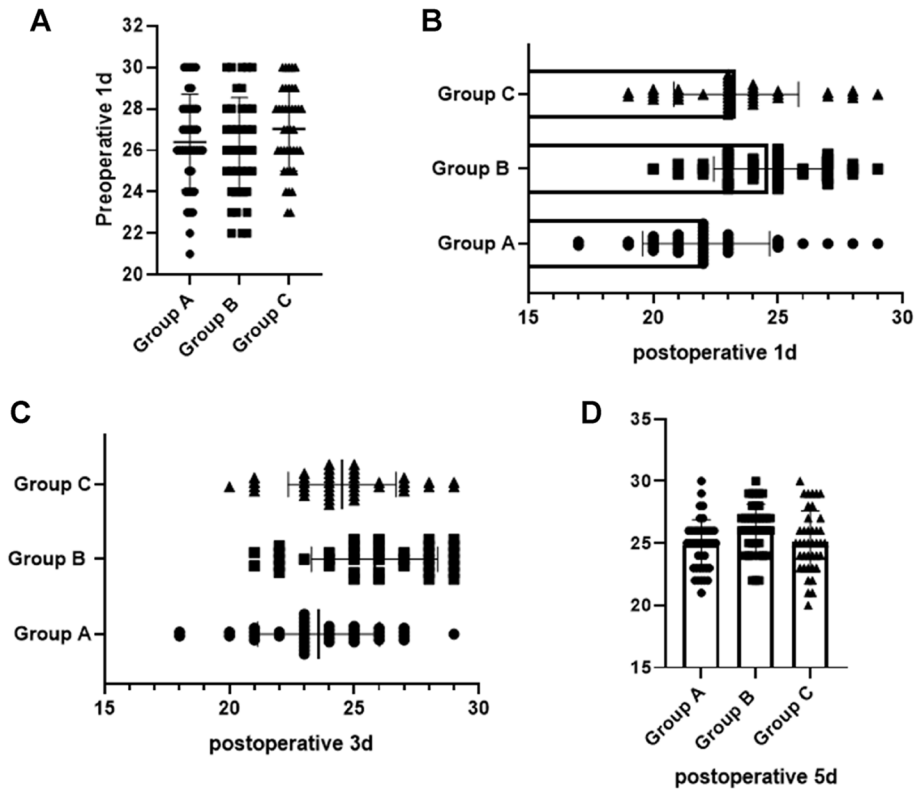 A
Preoperative 1d
32
30
28
26
24
22
20
Group A
Group B
Group C
B
Group C
Group B
Group A
15 20 25 30
postoperative 1d
C
Group C
Group B
Group A
15 20 25 30
postoperative 3d
D
35
30
25
20
15
Group A
Group B
Group C
postoperative 5d